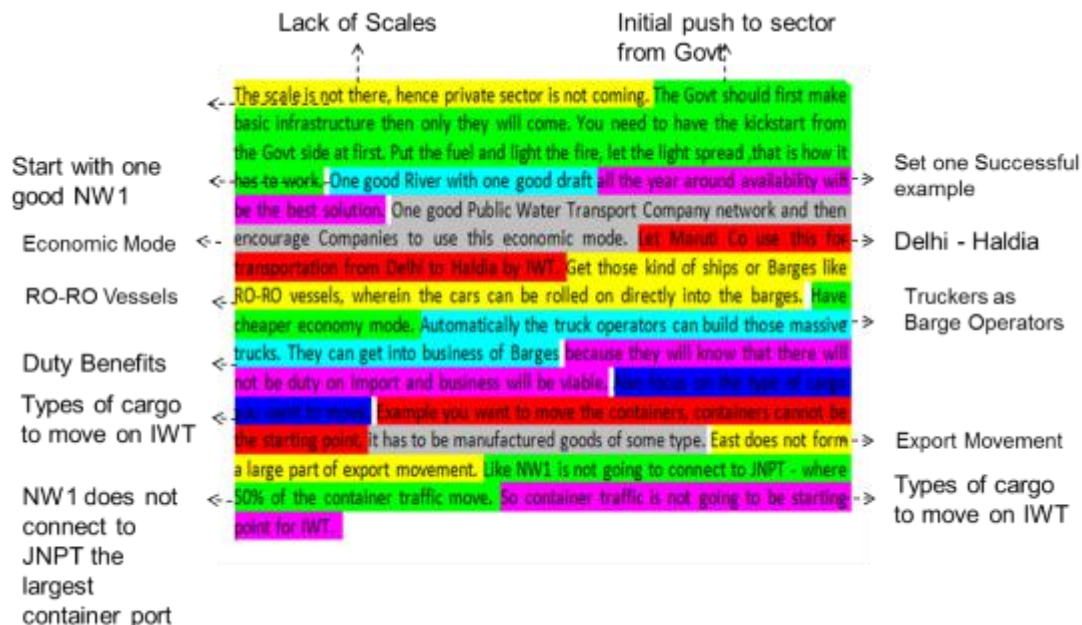 Lack of Scales
Initial push to sector
from Govt
The scale is not there, hence private sector is not coming. The Govt should first make
basic infrastructure then only they will come. You need to have the kickstart from
the Govt side at first. Put the fuel and light the fire, let the light spread ,that is how it
has to work. One good River with one good draft all the year around availability will
be the best solution. One good Public Water Transport Company network and then
encourage Companies to use this economic mode. Let Maruti Co use this for
transportation from Delhi to Haldia by IWT. Get those kind of ships or Barges like
RO-RO vessels, wherein the cars can be rolled on directly into the barges. Have
cheaper economy mode. Automatically the truck operators can build those massive
trucks. They can get into business of Barges because they will know that there will
not be duty on import and business will be viable. Also focus on the type of cargo
you want to move. Example you want to move the containers, containers cannot be
the starting point, it has to be manufactured goods of some type. East does not form
a large part of export movement. Like NW1 is not going to connect to JNPT - where
50% of the container traffic move. So container traffic is not going to be starting
point for IWT.
Start with one
good NW1
Economic Mode
RO-RO Vessels
Duty Benefits
Types of cargo
to move on IWT
NW1 does not
connect to
JNPT the
largest
container port
Set one Successful
example
Delhi - Haldia
Truckers as
Barge Operators
Export Movement
Types of cargo
to move on IWT